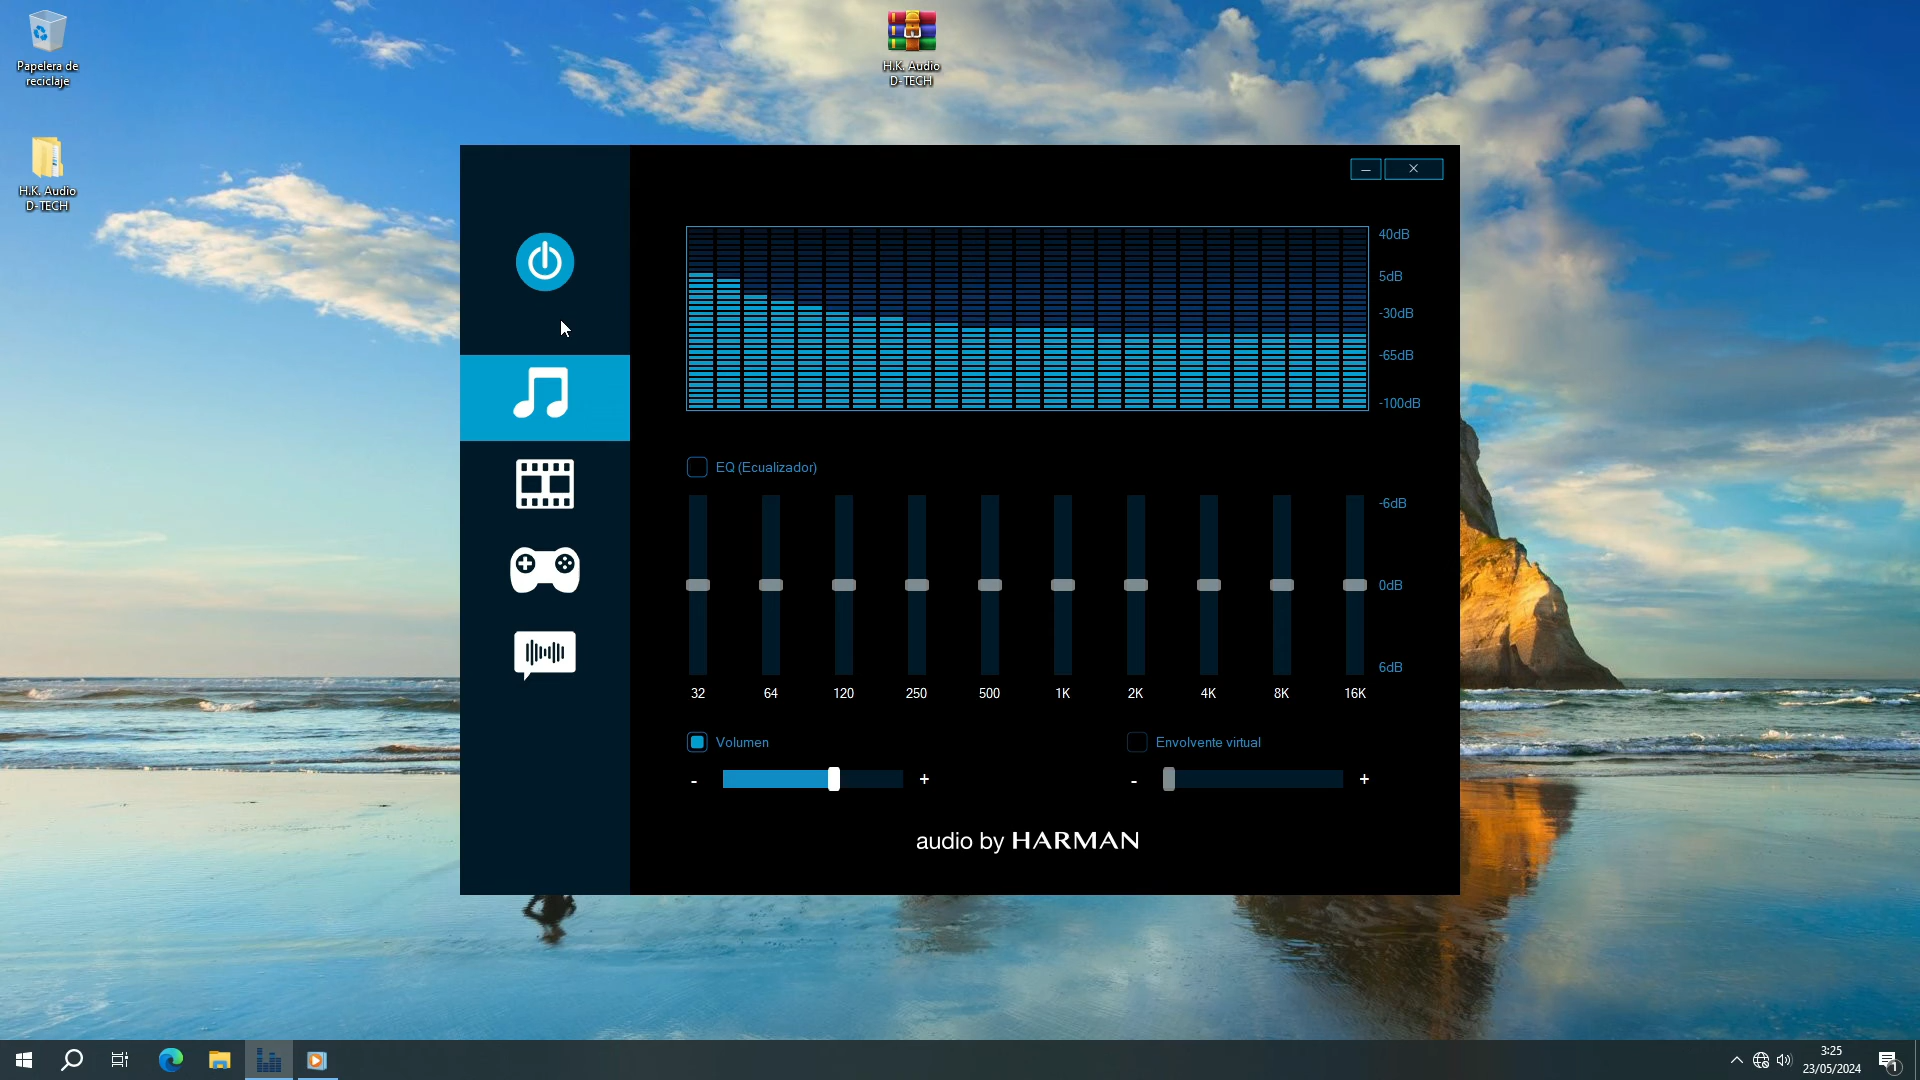 Papelera de
reciclaje
H.K. Audio
D-TECH
H.K. Audio
D-TECH
40dB
5dB
-30dB
-65dB
-100dB
EQ (Ecualizador)
-6dB
0dB
6dB
32 64 120 250 500 1K 2K 4K 8K 16K
Volumen
Envolvente virtual
- +
- +
audio by HARMAN
3:25
23/05/2024
1